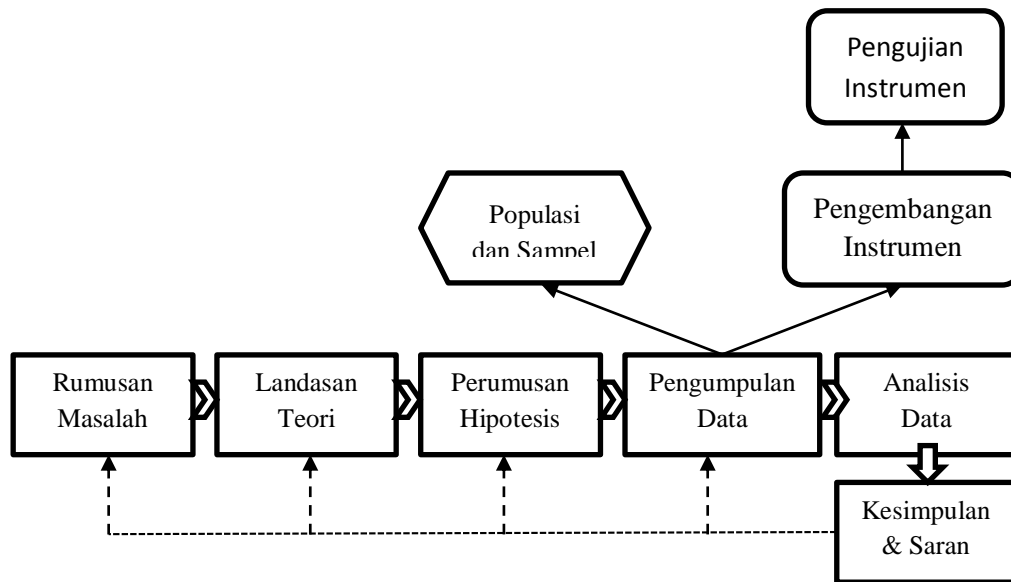 Pengujian
Instrumen
Populasi
dan Sampel
Pengembangan
Instrumen
Rumusan
Masalah
Landasan
Teori
Perumusan
Hipotesis
Pengumpulan
Data
Analisis
Data
Kesimpulan
& Saran